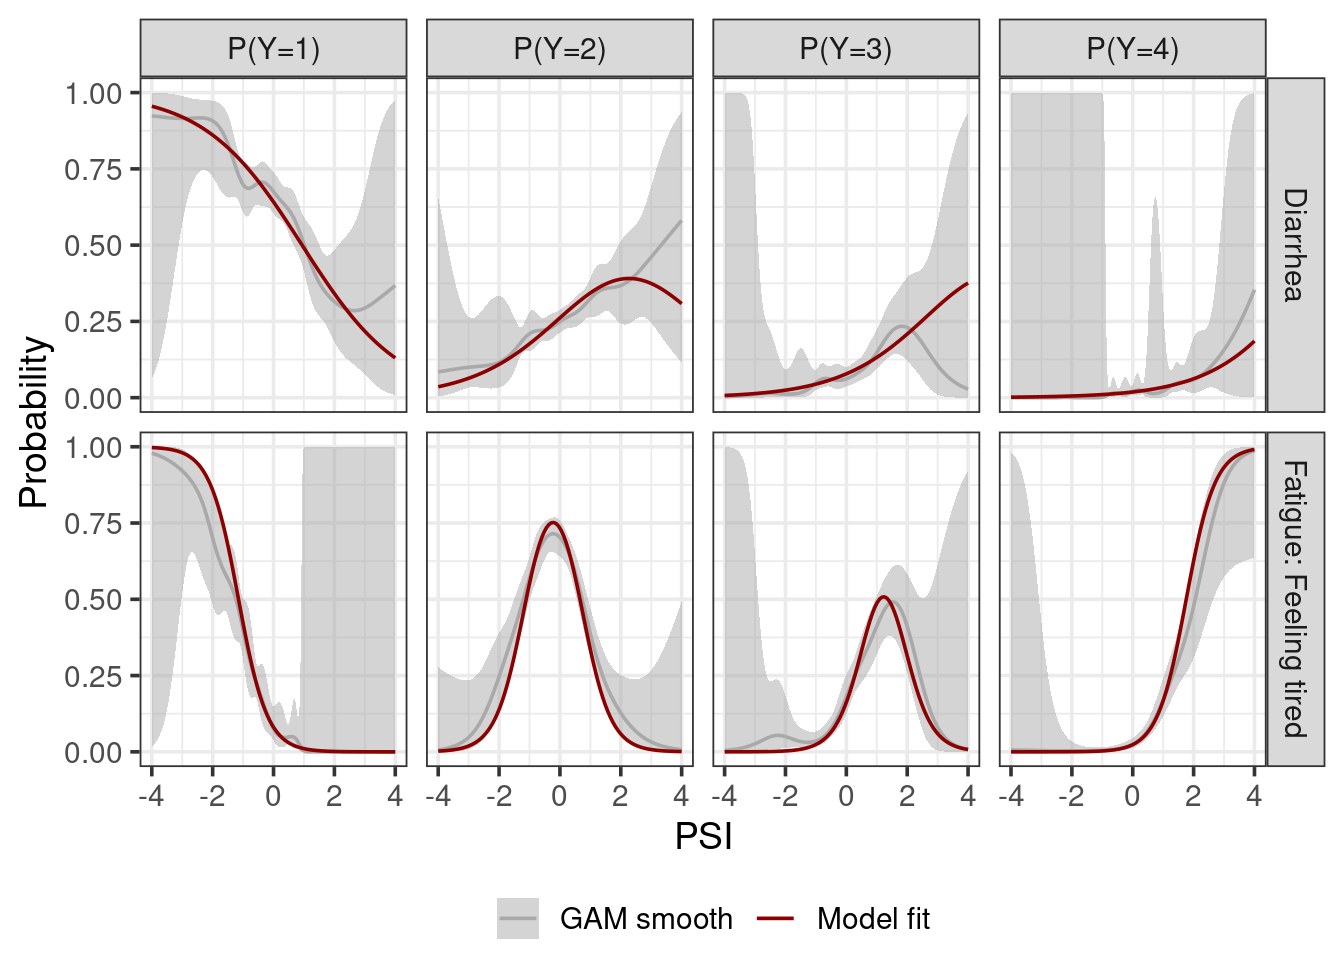 P(Y=1) P(Y=2) P(Y=3) P(Y=4)
1.00
0.75
0.50
0.25
0.00
Diarrhea
1.00
0.75
0.50
0.25
0.00
Fatigue: Feeling tired
Probability
-4 -2 0 2 4 -4 -2 0 2 4 -4 -2 0 2 4 -4 -2 0 2 4
PSI
GAM smooth Model fit